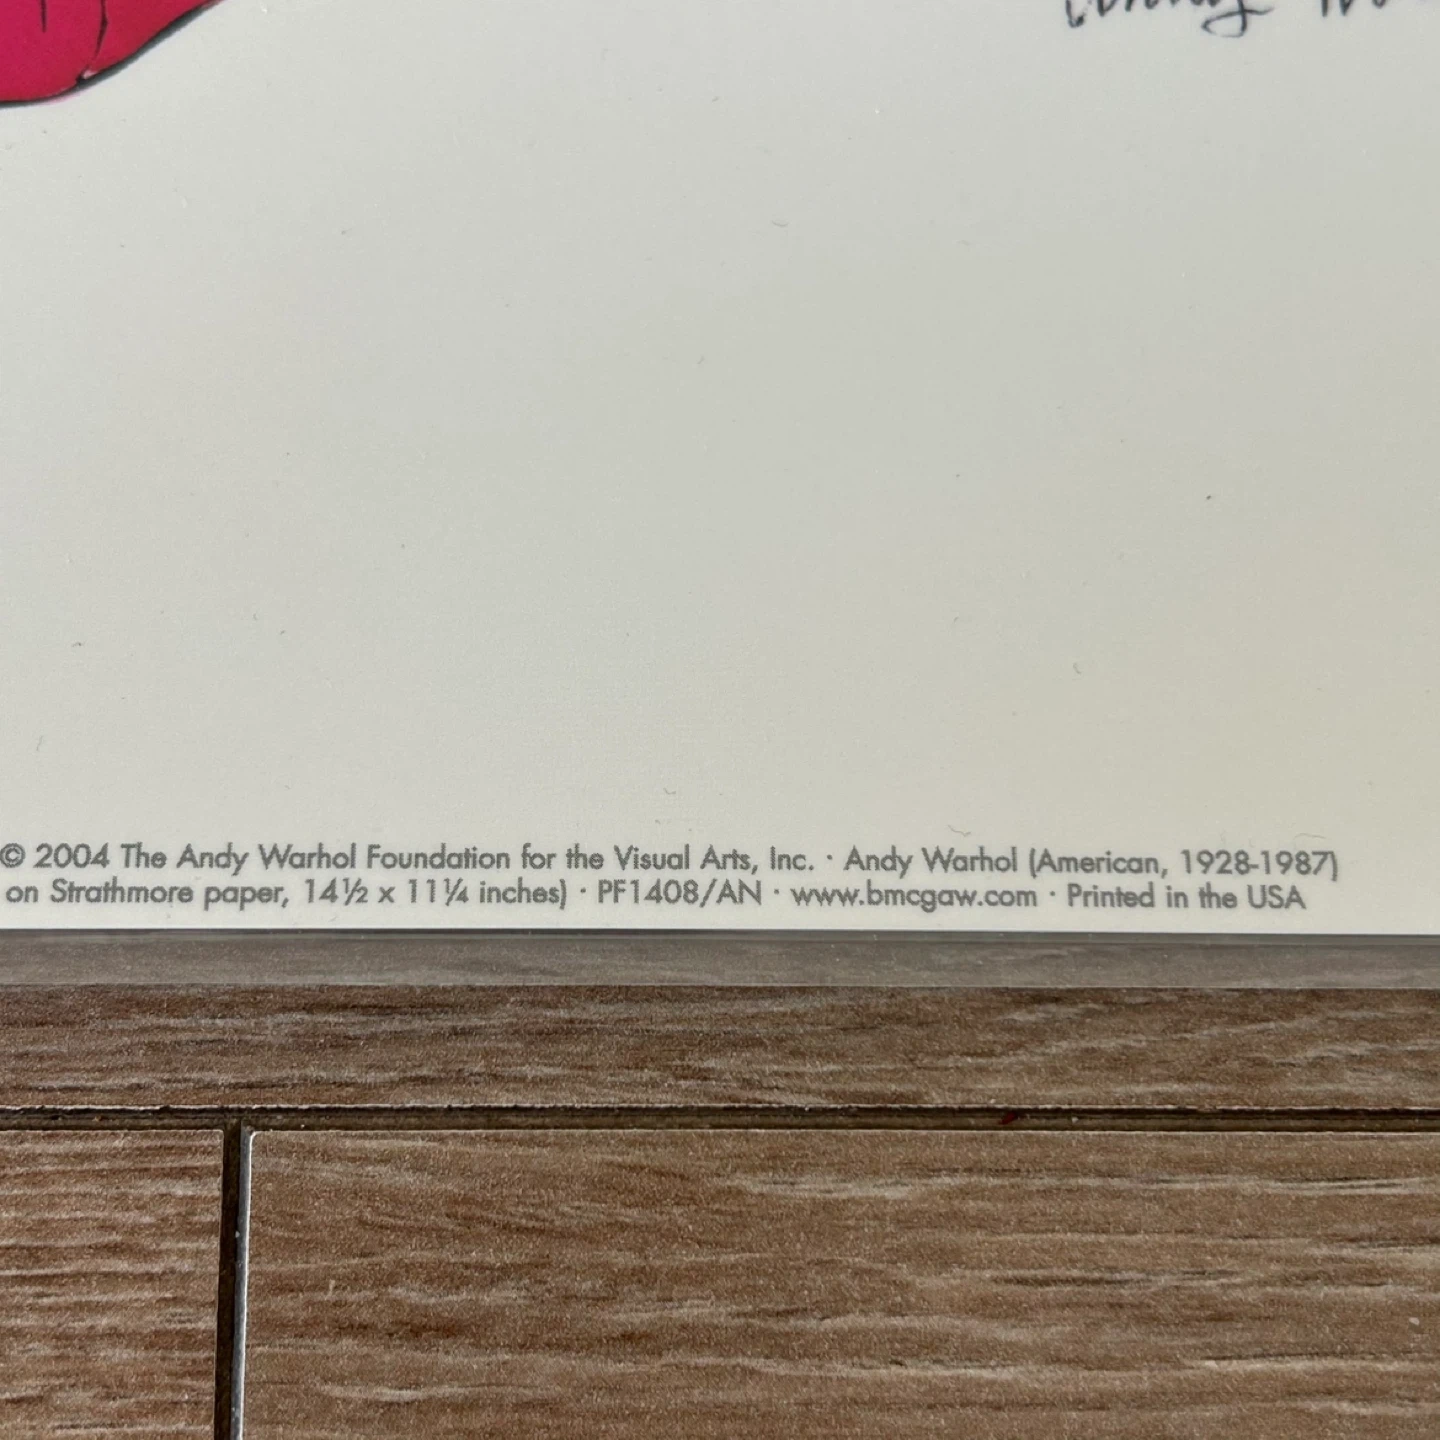 © 2004 The Andy Warhol Foundation for the Visual Arts, Inc. · Andy Warhol (American, 1928-1987)
on Strathmore paper, 14½ x 11¼ inches) · PF1408/AN · www.bmcgaw.com · Printed in the USA